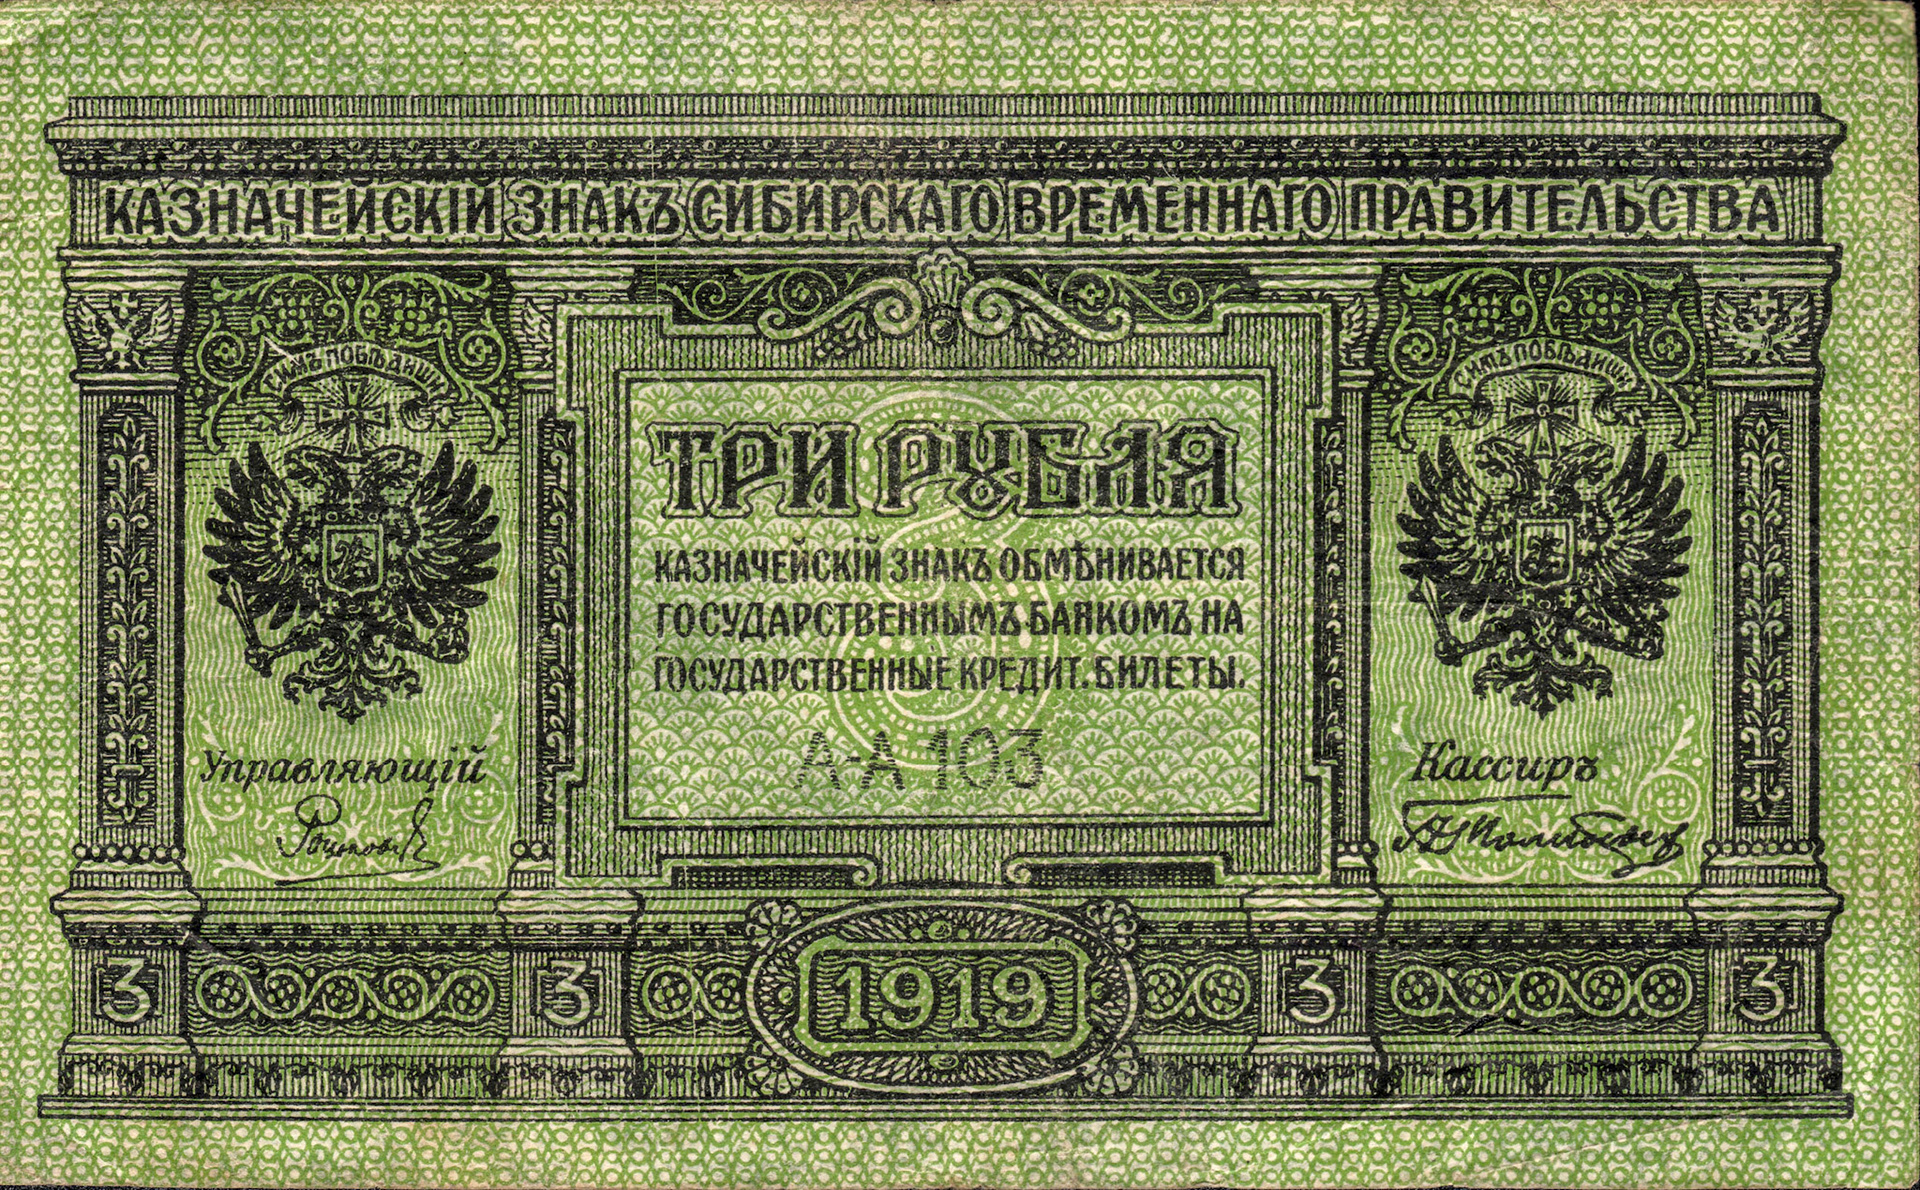 КАЗНАЧЕЙСКІЙ ЗНАКЪ СИБИРСКАГО ВРЕМЕННАГО ПРАВИТЕЛЬСТВА
СИМЪ ПОБѢДИШИ
СИМЪ ПОБѢДИШИ
ТРИ РУБЛЯ
КАЗНАЧЕЙСКІЙ ЗНАКЪ ОБМѢНИВАЕТСЯ
ГОСУДАРСТВЕННЫМЪ БАНКОМЪ НА
ГОСУДАРСТВЕННЫЕ КРЕДИТ. БИЛЕТЫ.
3
А-А 103
Управляющій
Кассиръ
3 3 1919 3 3